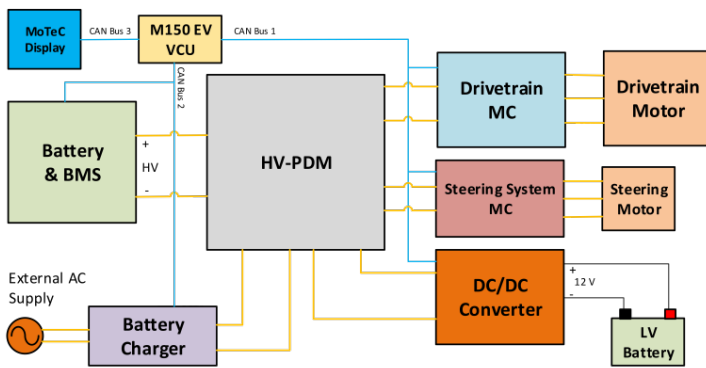 MoTeC
Display
CAN Bus 3
M150 EV
VCU
CAN Bus 1
CAN Bus 2
Battery
& BMS
+
HV
-
HV-PDM
Drivetrain
MC
Drivetrain
Motor
Steering System
MC
Steering
Motor
External AC
Supply
Battery
Charger
DC/DC
Converter
+
12 V
-
LV
Battery